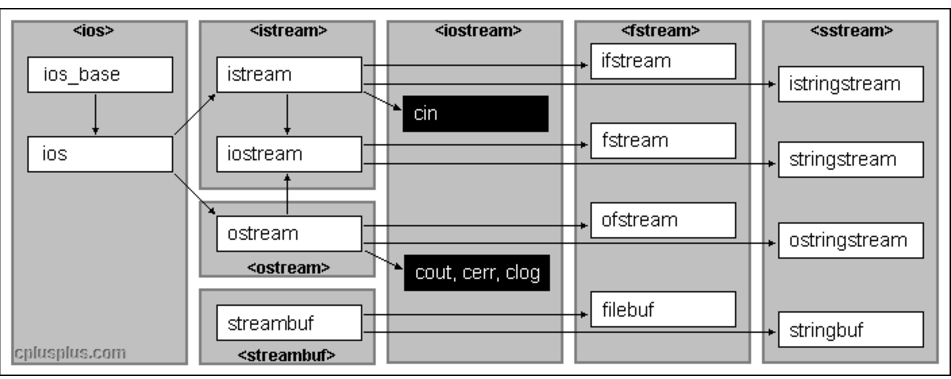 <ios>
ios_base
ios
<istream>
istream
iostream
ostream
<ostream>
streambuf
<streambuf>
<iostream>
cin
cout, cerr, clog
<fstream>
ifstream
fstream
ofstream
filebuf
<sstream>
istringstream
stringstream
ostringstream
stringbuf
cplusplus.com